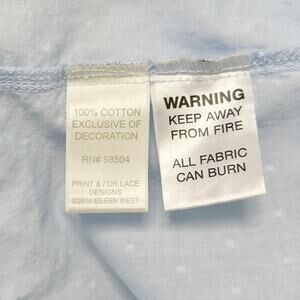 100% COTTON
EXCLUSIVE OF
DECORATION
RN# 98504
PRINT & / OR LACE
DESIGNS
©2014 EILEEN WEST
WARNING
KEEP AWAY
FROM FIRE
ALL FABRIC
CAN BURN